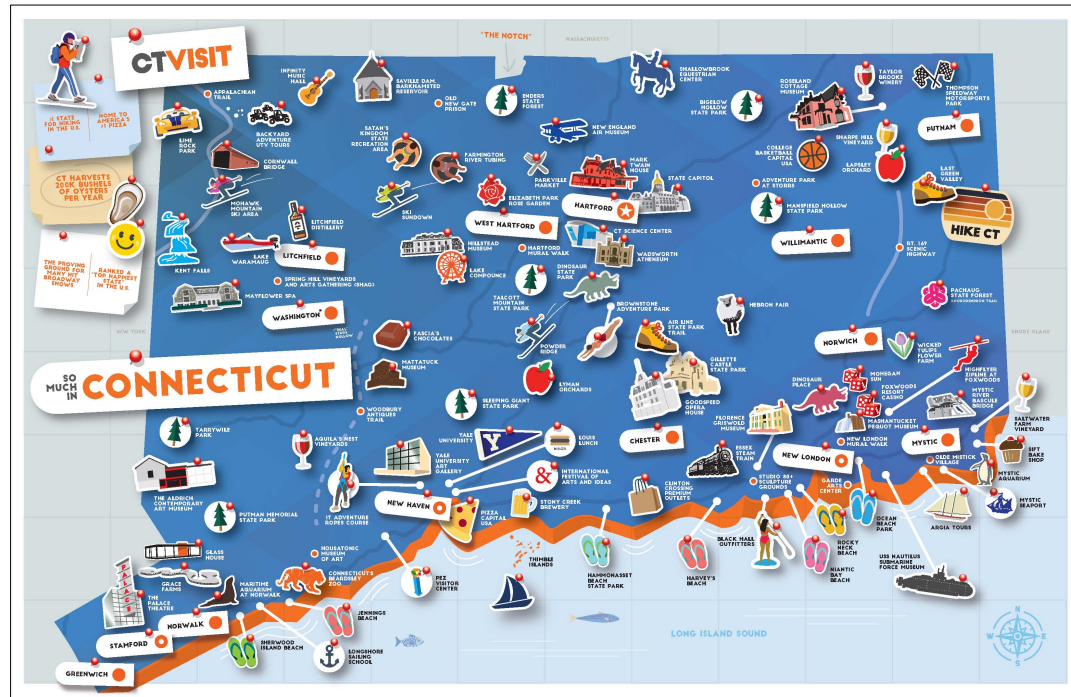 "THE NOTCH"
MASSACHUSETTS
CTVISIT
#1 STATE
FOR HIKING
IN THE U.S.
HOME TO
AMERICA'S
#1 PIZZA
CT HARVESTS
200K BUSHELS
OF OYSTERS
PER YEAR
THE PROVING
GROUND FOR
MANY HIT
BROADWAY
SHOWS
RANKED A
"TOP HAPPIEST
STATE"
IN THE U.S.
NEW YORK
SO
MUCH
IN
CONNECTICUT
APPALACHIAN
TRAIL
LIME
ROCK
PARK
BACKYARD
ADVENTURE
UTV TOURS
INFINITY
MUSIC
HALL
SAVILLE DAM,
BARKHAMSTED
RESERVOIR
OLD
NEW GATE
PRISON
ENDERS
STATE
FOREST
SHALLOWBROOK
EQUESTRIAN
CENTER
BIGELOW
HOLLOW
STATE PARK
ROSELAND
COTTAGE
MUSEUM
TAYLOR
BROOKE
WINERY
THOMPSON
SPEEDWAY
MOTORSPORTS
PARK
PUTNAM
SHARPE HILL
VINEYARD
LAPSLEY
ORCHARD
LAST
GREEN
VALLEY
HIKE CT
COLLEGE
BASKETBALL
CAPITAL
USA
ADVENTURE PARK
AT STORRS
MANSFIELD HOLLOW
STATE PARK
WILLIMANTIC
RT. 169
SCENIC
HIGHWAY
PACHAUG
STATE FOREST
RHODE ISLAND
CORNWALL
BRIDGE
MOHAWK
MOUNTAIN
SKI AREA
SATAN'S
KINGDOM STATE
RECREATION
AREA
FARMINGTON
RIVER TUBING
NEW ENGLAND
AIR MUSEUM
PARKVILLE
MARKET
MARK
TWAIN
HOUSE
STATE CAPITOL
HARTFORD
ELIZABETH PARK
ROSE GARDEN
WEST HARTFORD
SKI
SUNDOWN
LITCHFIELD
DISTILLERY
KENT FALLS
LAKE
WARAMAUG
LITCHFIELD
SPRING HILL VINEYARDS
AND ARTS GATHERING (SHAG)
MAYFLOWER SPA
WASHINGTON*
HILLSTEAD
MUSEUM
LAKE
COMPOUNCE
HARTFORD
MURAL WALK
CT SCIENCE CENTER
WADSWORTH
ATHENEUM
DINOSAUR
STATE
PARK
TALCOTT
MOUNTAIN
STATE PARK
BROWNSTONE
ADVENTURE PARK
POWDER
RIDGE
AIR LINE
STATE PARK
TRAIL
HEBRON FAIR
FASCIA'S
CHOCOLATES
MATTATUCK
MUSEUM
LYMAN
ORCHARDS
GILLETTE
CASTLE
STATE PARK
GOODSPEED
OPERA
HOUSE
NORWICH
WICKED
TULIPS
FLOWER
FARM
HIGHFLYER
ZIPLINE AT
FOXWOODS
DINOSAUR
PLACE
MOHEGAN
SUN
FOXWOODS
RESORT
CASINO
MYSTIC
RIVER
BASCULE
BRIDGE
MASHANTUCKET
PEQUOT MUSEUM
SALTWATER
FARM
VINEYARD
WOODBURY
ANTIQUES
TRAIL
SLEEPING GIANT
STATE PARK
TARRYWILE
PARK
AQUILA'S NEST
VINEYARDS
YALE
UNIVERSITY
Y
YALE
UNIVERSITY
ART
GALLERY
LOUIS
LUNCH
CHESTER
FLORENCE
GRISWOLD
MUSEUM
NEW LONDON
MURAL WALK
NEW LONDON
MYSTIC
OLDE MISTICK
VILLAGE
SIFT
BAKE
SHOP
MYSTIC
AQUARIUM
MYSTIC
SEAPORT
THE ALDRICH
CONTEMPORARY
ART MUSEUM
PUTNAM MEMORIAL
STATE PARK
IT ADVENTURE
ROPES COURSE
NEW HAVEN
PIZZA
CAPITAL
USA
&
INTERNATIONAL
FESTIVAL OF
ARTS AND IDEAS
STONY CREEK
BREWERY
CLINTON
CROSSING
PREMIUM
OUTLETS
ESSEX
STEAM
TRAIN
STUDIO 80+
SCULPTURE
GROUNDS
GARDE
ARTS
CENTER
OCEAN
BEACH PARK
ARGIA TOURS
GLASS
HOUSE
GRACE
FARMS
PALACE
THE PALACE
THEATRE
MARITIME
AQUARIUM
AT NORWALK
HOUSATONIC
MUSEUM
OF ART
CONNECTICUT'S
BEARDSLEY
ZOO
PEZ
VISITOR
CENTER
THIMBLE
ISLANDS
HAMMONASSET
BEACH
STATE PARK
HARVEY'S
BEACH
BLACK HALL
OUTFITTERS
NIANTIC
BAY
BEACH
ROCKY
NECK
BEACH
USS NAUTILUS
SUBMARINE
FORCE MUSEUM
NORWALK
STAMFORD
GREENWICH
SHERWOOD
ISLAND BEACH
JENNINGS
BEACH
LONGSHORE
SAILING
SCHOOL
LONG ISLAND SOUND
N
W
E
S